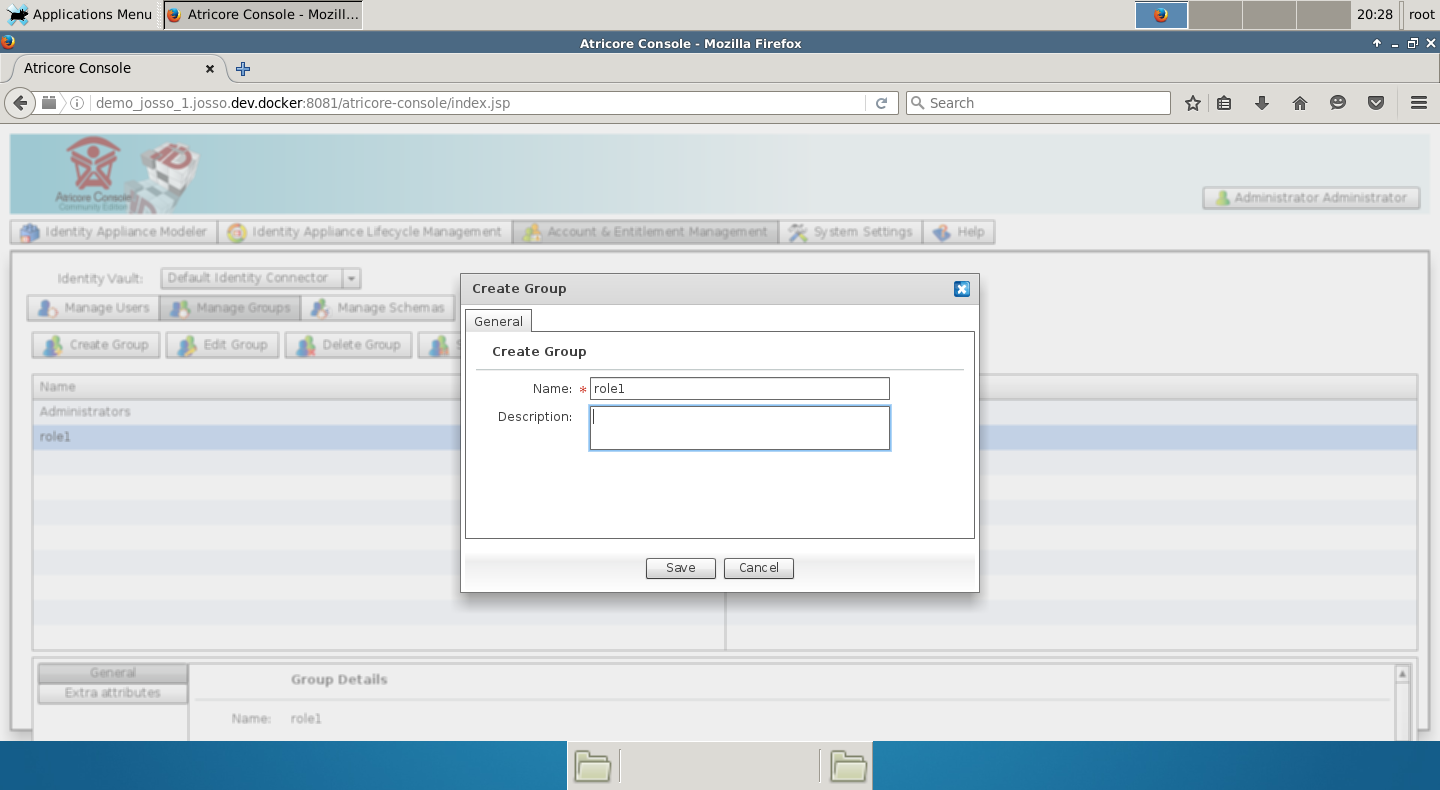 Applications Menu
Atricore Console - Mozill...
20:28
root
Atricore Console - Mozilla Firefox
Atricore Console
demo_josso_1.josso.dev.docker:8081/atricore-console/index.jsp
Search
Atricore Console
Community Edition
Administrator Administrator
Identity Appliance Modeler
Identity Appliance Lifecycle Management
Account & Entitlement Management
System Settings
Help
Identity Vault:
Default Identity Connector
Manage Users
Manage Groups
Manage Schemas
Create Group
Edit Group
Delete Group
S
Name
Administrators
role1
Create Group
General
Create Group
Name: * role1
Description:
Save
Cancel
General
Extra attributes
Group Details
Name: role1